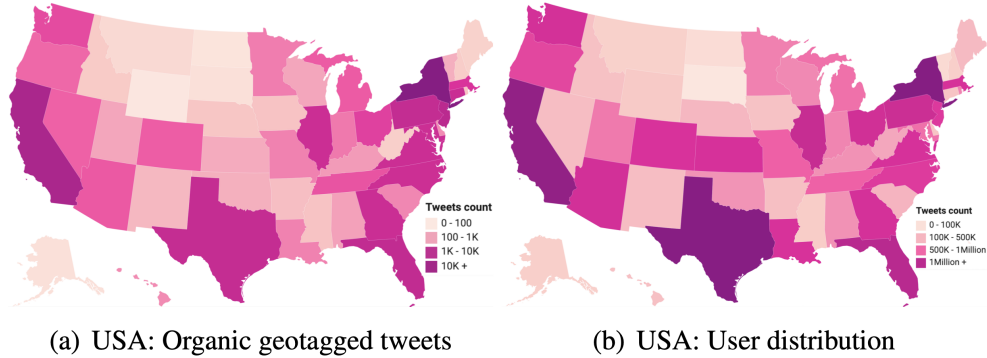 Tweets count
0 - 100
100 - 1K
1K - 10K
10K +
Tweets count
0 - 100K
100K - 500K
500K - 1Million
1Million +
(a) USA: Organic geotagged tweets
(b) USA: User distribution